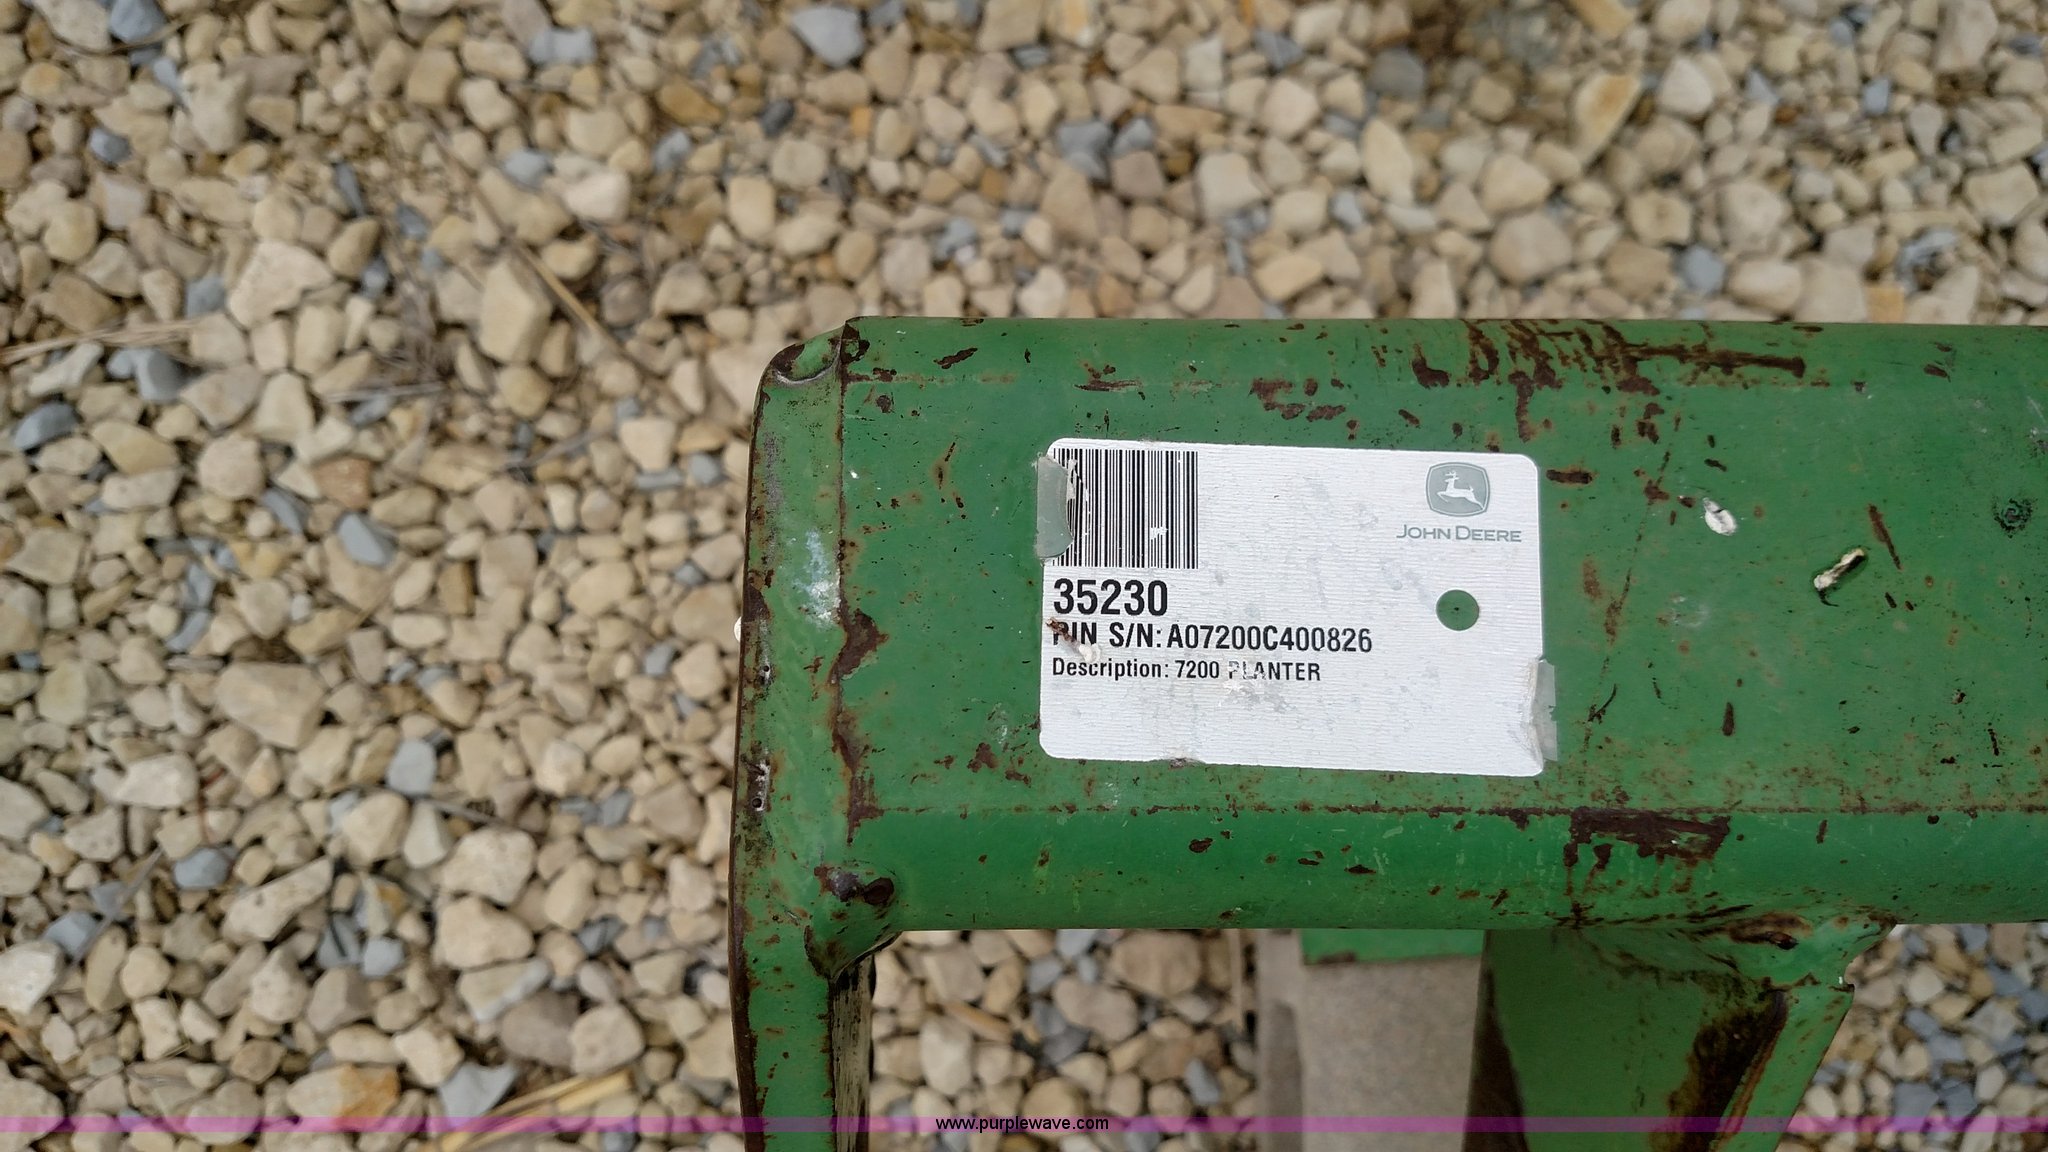 JOHN DEERE
35230
PIN S/N: A07200C400826
Description: 7200 PLANTER
www.purplewave.com